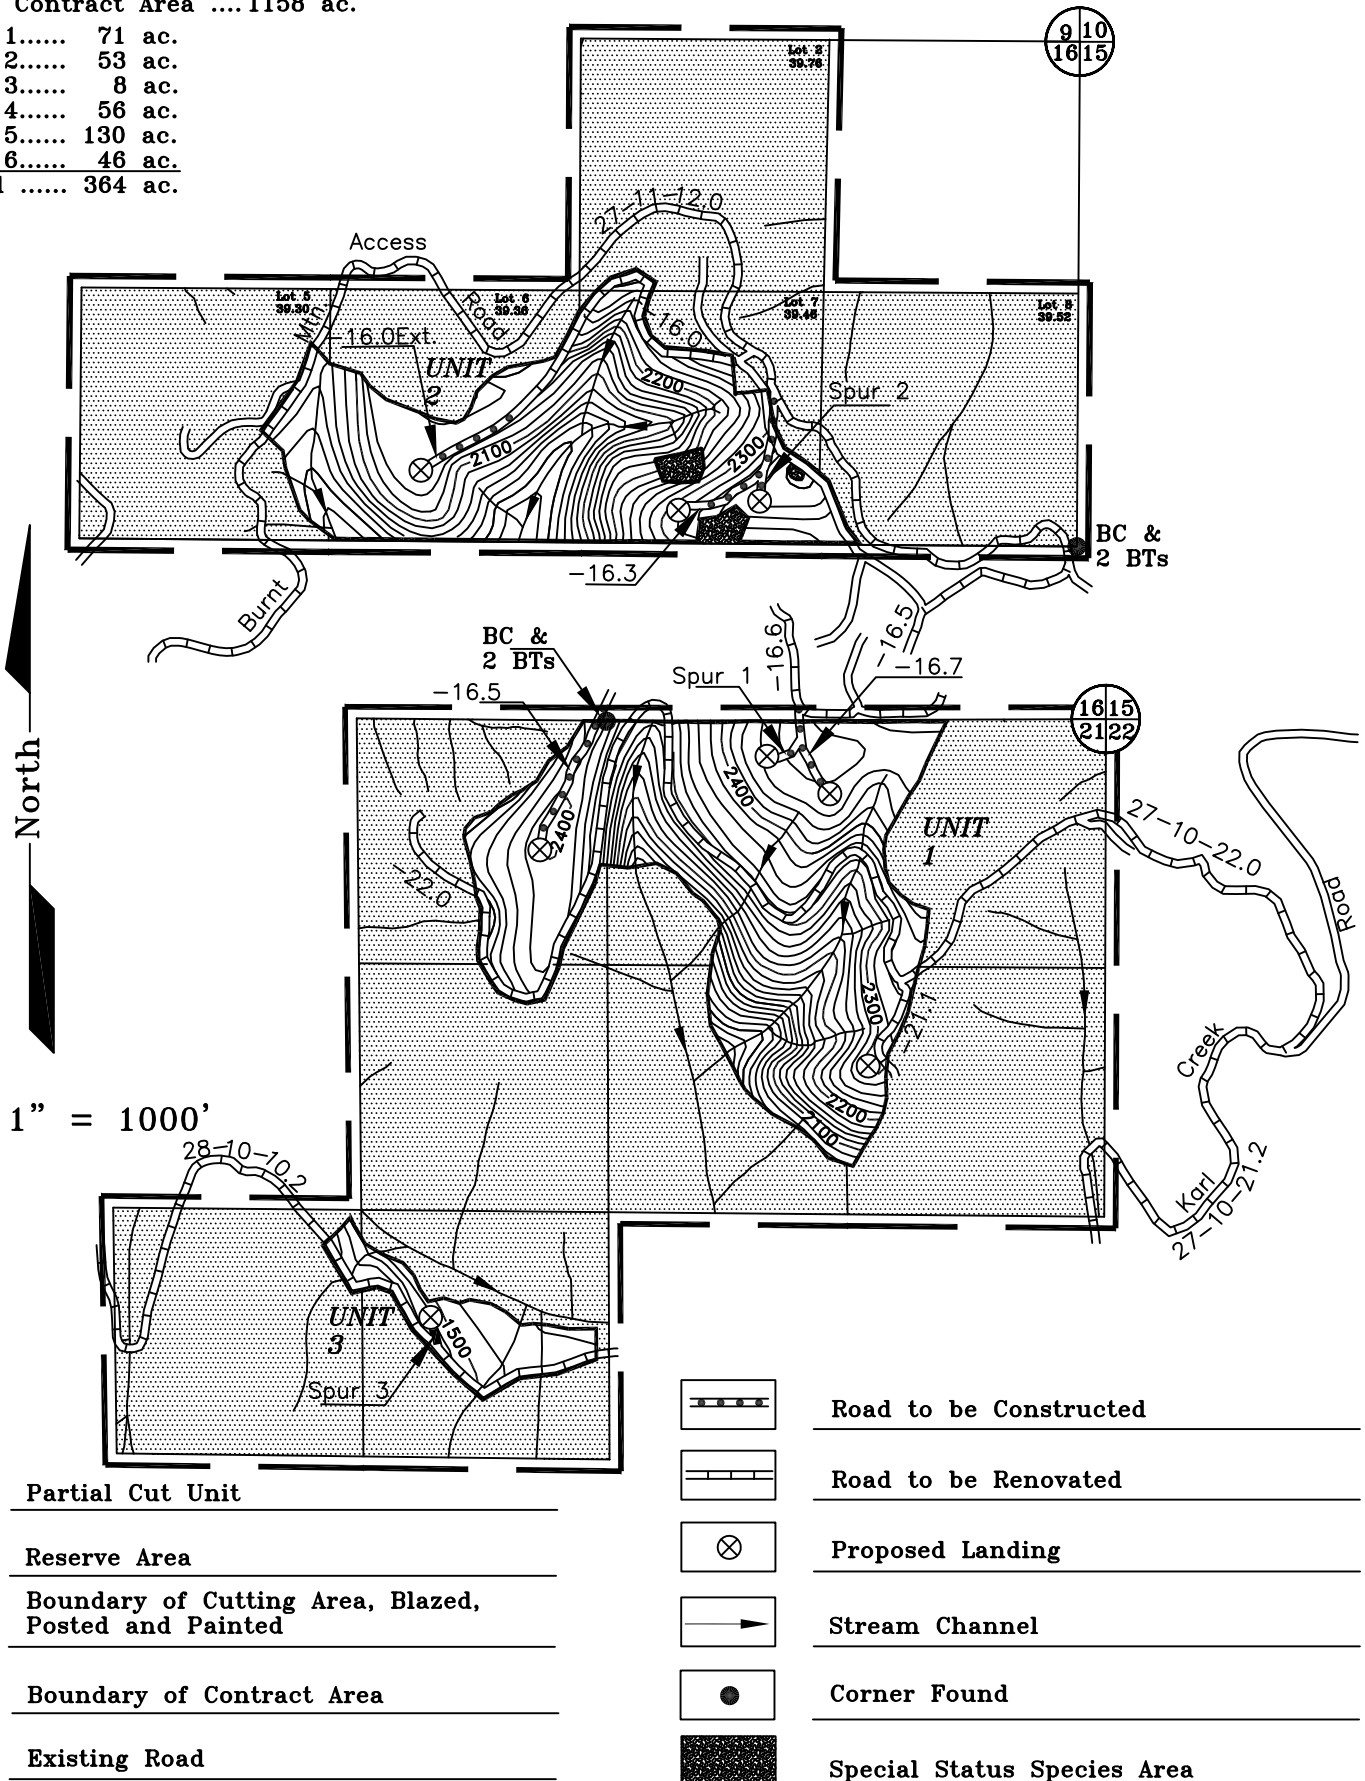 Contract Area .... 1158 ac.
1...... 71 ac.
2...... 53 ac.
3...... 8 ac.
4...... 56 ac.
5...... 130 ac.
6...... 46 ac.
...... 364 ac.
9 10
16 15
Lot 2
39.76
27-11-12.0
Access
Road
Mtn.
Lot 5
39.30
Lot 6
39.36
Lot 7
39.46
Lot 8
39.52
-16.0
-16.0Ext.
UNIT
2
2200
Spur 2
2100
2300
BC &
2 BTs
-16.3
Burnt
BC &
2 BTs
-16.6
-16.5
-16.7
Spur 1
-16.5
16 15
21 22
North
2400
2400
UNIT
1
27-10-22.0
-22.0
Road
2300
-21.1
Creek
2200
2100
1” = 1000’
28-10-10.2
Karl
27-10-21.2
UNIT
3
1500
Spur 3
Road to be Constructed
Road to be Renovated
Partial Cut Unit
Reserve Area
Proposed Landing
Boundary of Cutting Area, Blazed,
Posted and Painted
Stream Channel
Boundary of Contract Area
Corner Found
Existing Road
Special Status Species Area